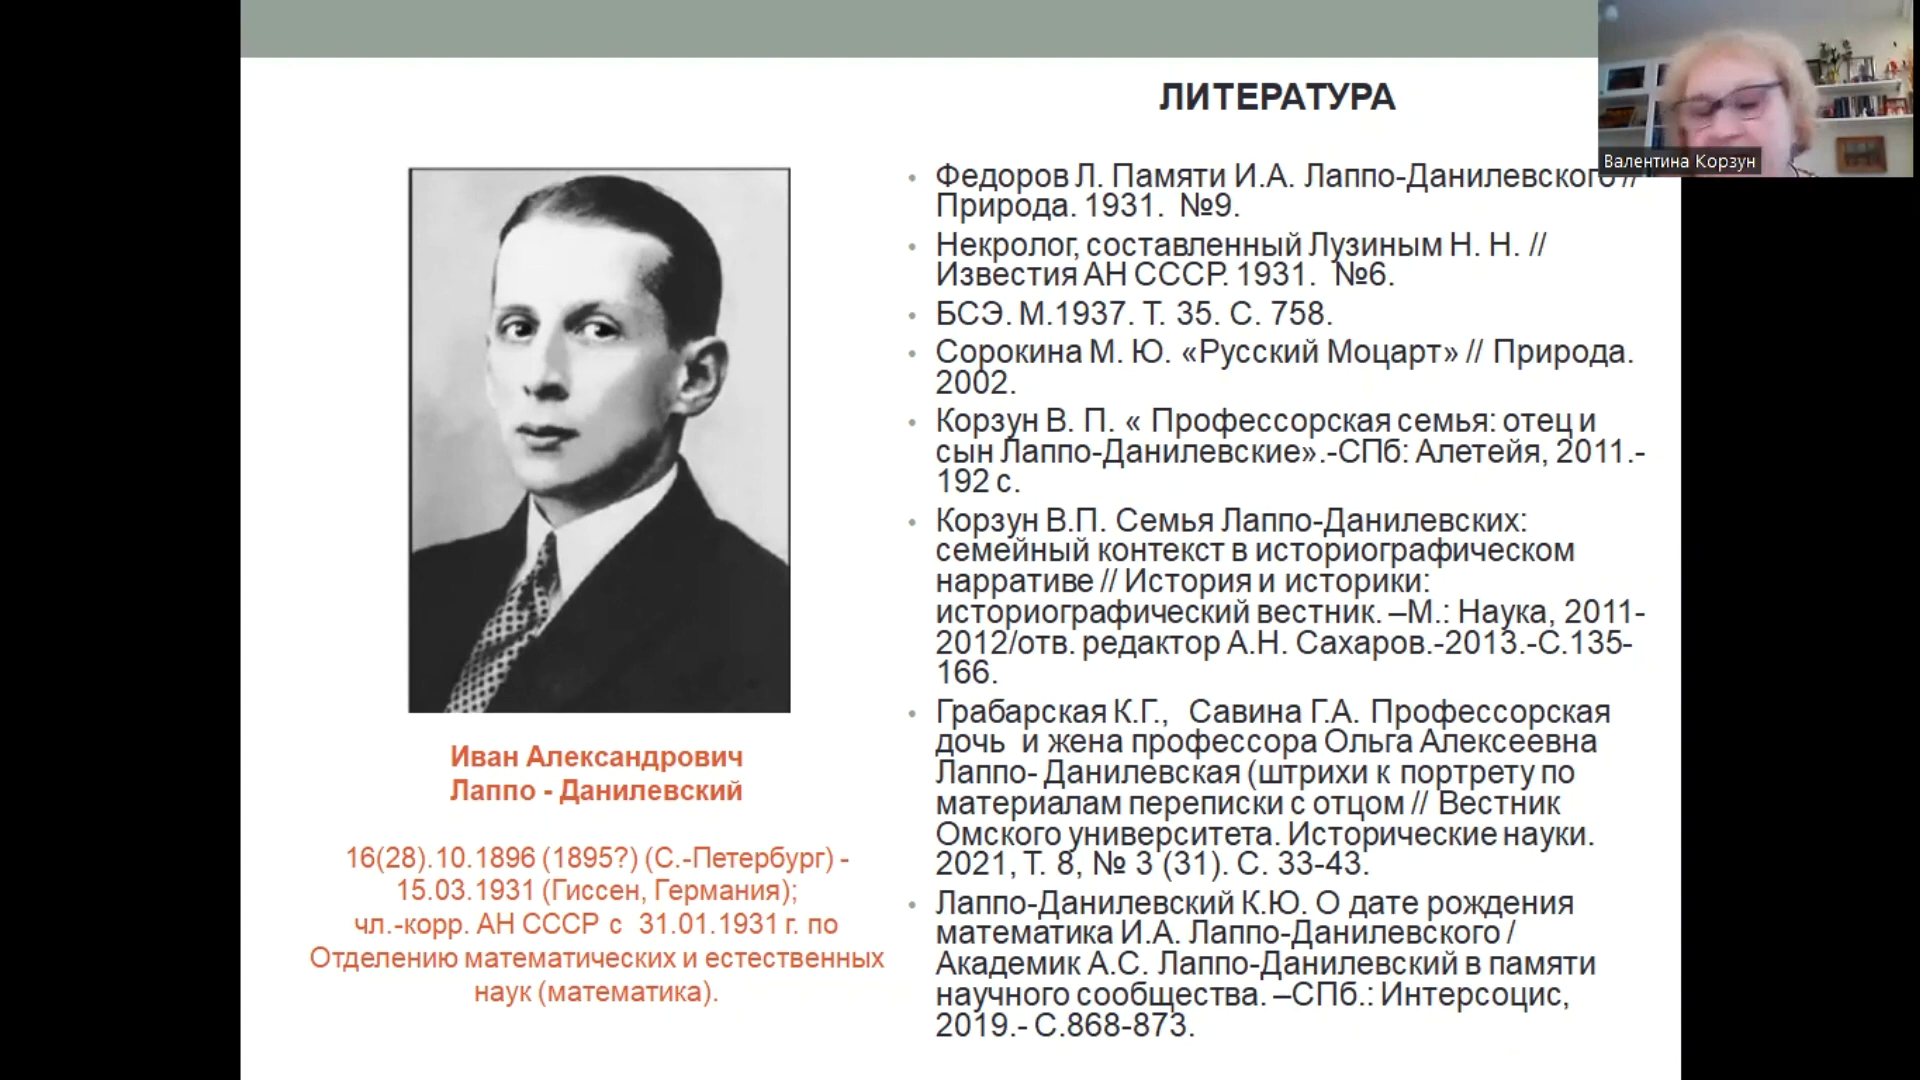 ЛИТЕРАТУРА
Валентина Корзун
Федоров Л. Памяти И.А. Лаппо-Данилевского //
Природа. 1931. №9.
Некролог, составленный Лузиным Н. Н. //
Известия АН СССР. 1931. №6.
БСЭ. М.1937. Т. 35. С. 758.
Сорокина М. Ю. «Русский Моцарт» // Природа.
2002.
Корзун В. П. « Профессорская семья: отец и
сын Лаппо-Данилевские».-СПб: Алетейя, 2011.-
192 с.
Корзун В.П. Семья Лаппо-Данилевских:
семейный контекст в историографическом
нарративе // История и историки:
историографический вестник. –М.: Наука, 2011-
2012/отв. редактор А.Н. Сахаров.-2013.-С.135-
166.
Грабарская К.Г., Савина Г.А. Профессорская
дочь и жена профессора Ольга Алексеевна
Лаппо- Данилевская (штрихи к портрету по
материалам переписки с отцом // Вестник
Омского университета. Исторические науки.
2021, Т. 8, № 3 (31). С. 33-43.
Лаппо-Данилевский К.Ю. О дате рождения
математика И.А. Лаппо-Данилевского /
Академик А.С. Лаппо-Данилевский в памяти
научного сообщества. –СПб.: Интерсоцис,
2019.- С.868-873.
Иван Александрович
Лаппо - Данилевский
16(28).10.1896 (1895?) (С.-Петербург) -
15.03.1931 (Гиссен, Германия);
чл.-корр. АН СССР с 31.01.1931 г. по
Отделению математических и естественных
наук (математика).